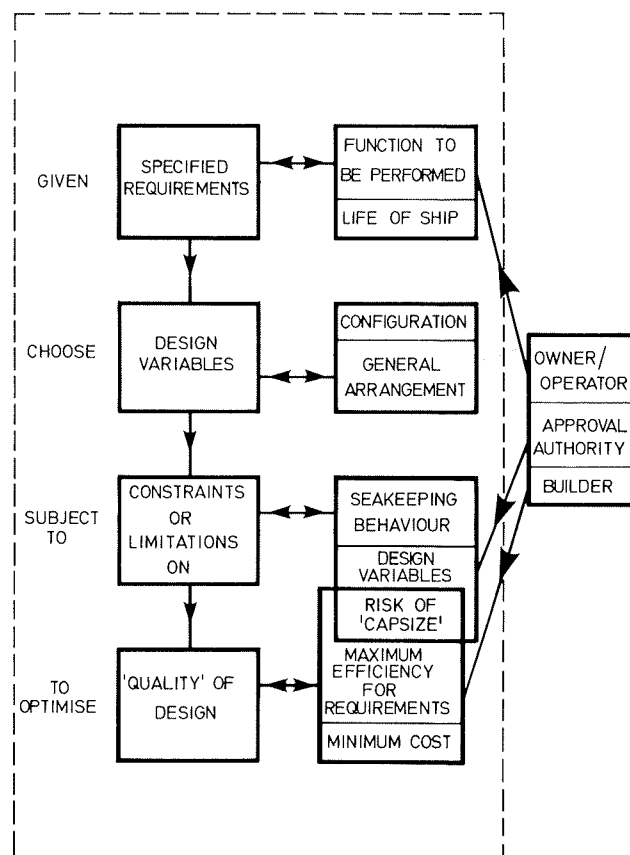 GIVEN
SPECIFIED
REQUIREMENTS
FUNCTION TO
BE PERFORMED
LIFE OF SHIP
CHOOSE
DESIGN
VARIABLES
CONFIGURATION
GENERAL
ARRANGEMENT
OWNER/
OPERATOR
APPROVAL
AUTHORITY
BUILDER
SUBJECT
TO
CONSTRAINTS
OR
LIMITATIONS
ON
SEAKEEPING
BEHAVIOUR
DESIGN
VARIABLES
RISK OF
'CAPSIZE'
TO
OPTIMISE
'QUALITY' OF
DESIGN
MAXIMUM
EFFICIENCY
FOR
REQUIREMENTS
MINIMUM COST